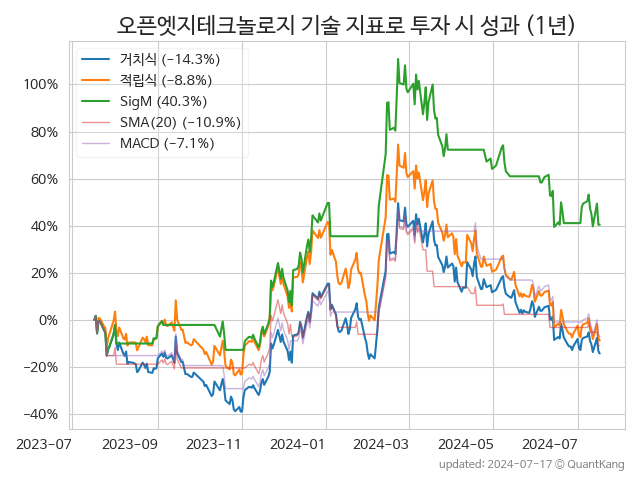 오픈엣지테크놀로지 기술 지표로 투자 시 성과 (1년)
거치식 (−14.3%)
적립식 (−8.8%)
SigM (40.3%)
SMA(20) (−10.9%)
MACD (−7.1%)
100%
80%
60%
40%
20%
0%
−20%
−40%
2023-07 2023-09 2023-11 2024-01 2024-03 2024-05 2024-07
updated: 2024-07-17 © QuantKang